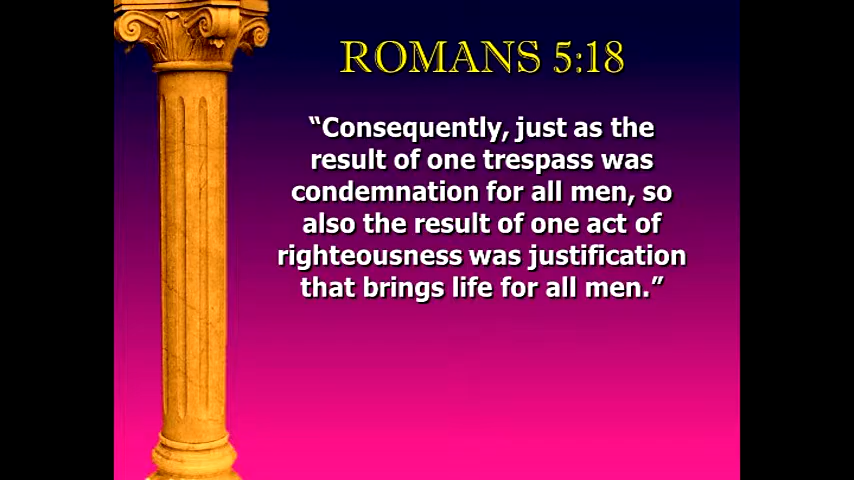 ROMANS 5:18
“Consequently, just as the
result of one trespass was
condemnation for all men, so
also the result of one act of
righteousness was justification
that brings life for all men.”